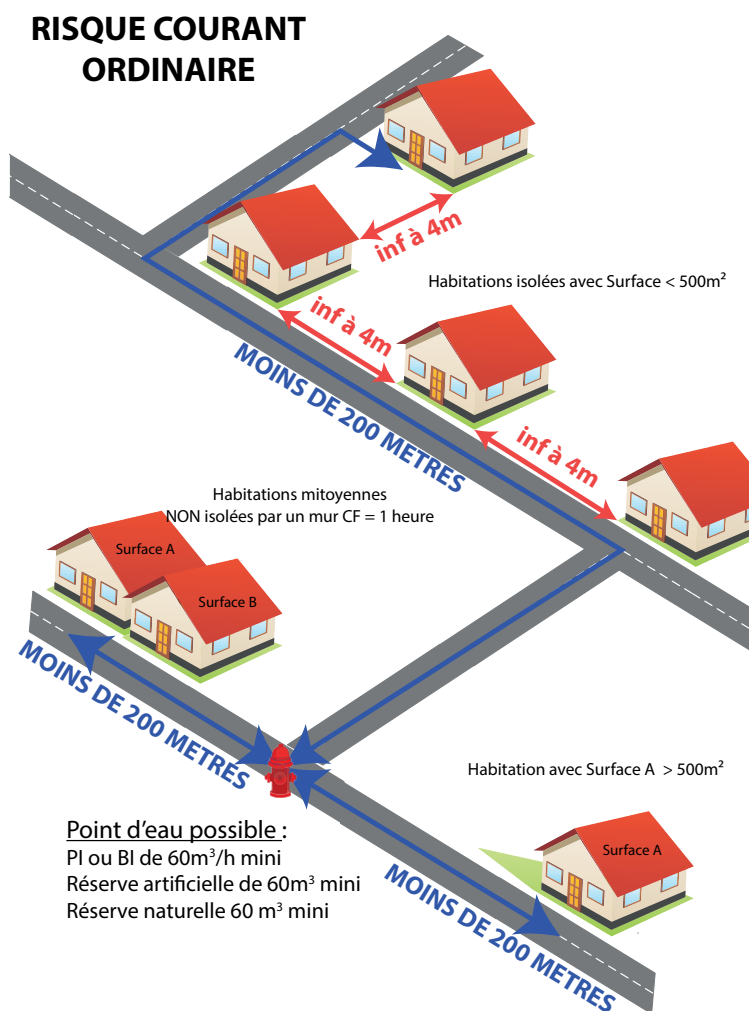 RISQUE COURANT
ORDINAIRE
inf à 4m
Habitations isolées avec Surface < 500m²
inf à 4m
MOINS DE 200 METRES
inf à 4m
Habitations mitoyennes
NON isolées par un mur CF = 1 heure
Surface A
Surface B
MOINS DE 200 METRES
Habitation avec Surface A > 500m²
Point d'eau possible :
PI ou BI de 60m³/h mini
Réserve artificielle de 60m³ mini
Réserve naturelle 60 m³ mini
Surface A
MOINS DE 200 METRES